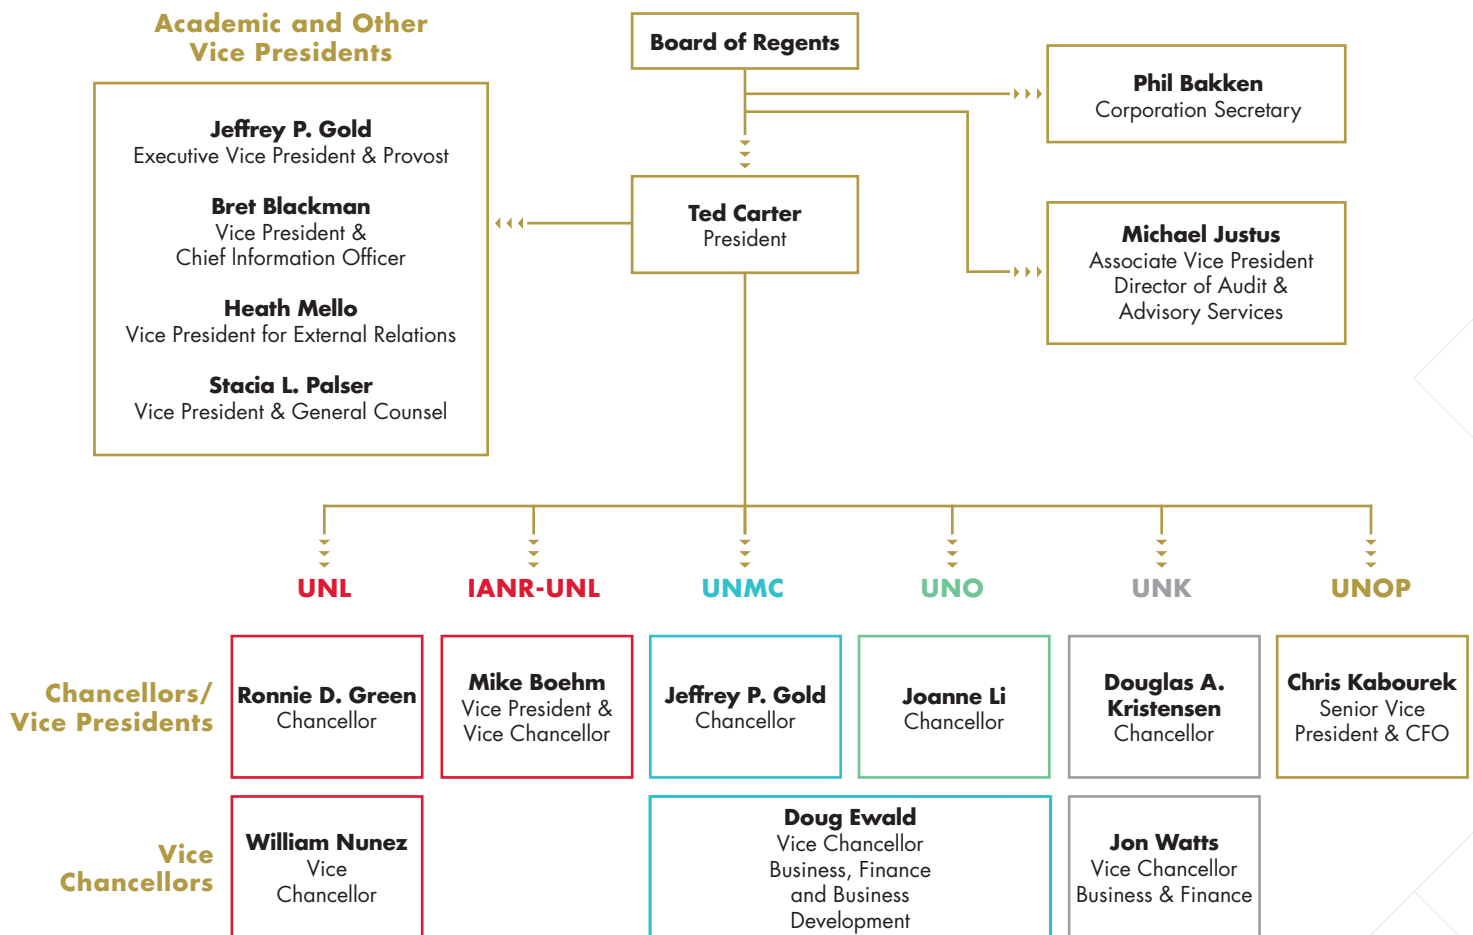 Academic and Other
Vice Presidents
Board of Regents
Phil Bakken
Corporation Secretary
Jeffrey P. Gold
Executive Vice President & Provost
Bret Blackman
Vice President &
Chief Information Officer
Heath Mello
Vice President for External Relations
Stacia L. Palser
Vice President & General Counsel
Ted Carter
President
Michael Justus
Associate Vice President
Director of Audit &
Advisory Services
UNL
IANR-UNL
UNMC
UNO
UNK
UNOP
Chancellors/
Vice Presidents
Ronnie D. Green
Chancellor
Mike Boehm
Vice President &
Vice Chancellor
Jeffrey P. Gold
Chancellor
Joanne Li
Chancellor
Douglas A.
Kristensen
Chancellor
Chris Kabourek
Senior Vice
President & CFO
Vice
Chancellors
William Nunez
Vice
Chancellor
Doug Ewald
Vice Chancellor
Business, Finance
and Business
Development
Jon Watts
Vice Chancellor
Business & Finance